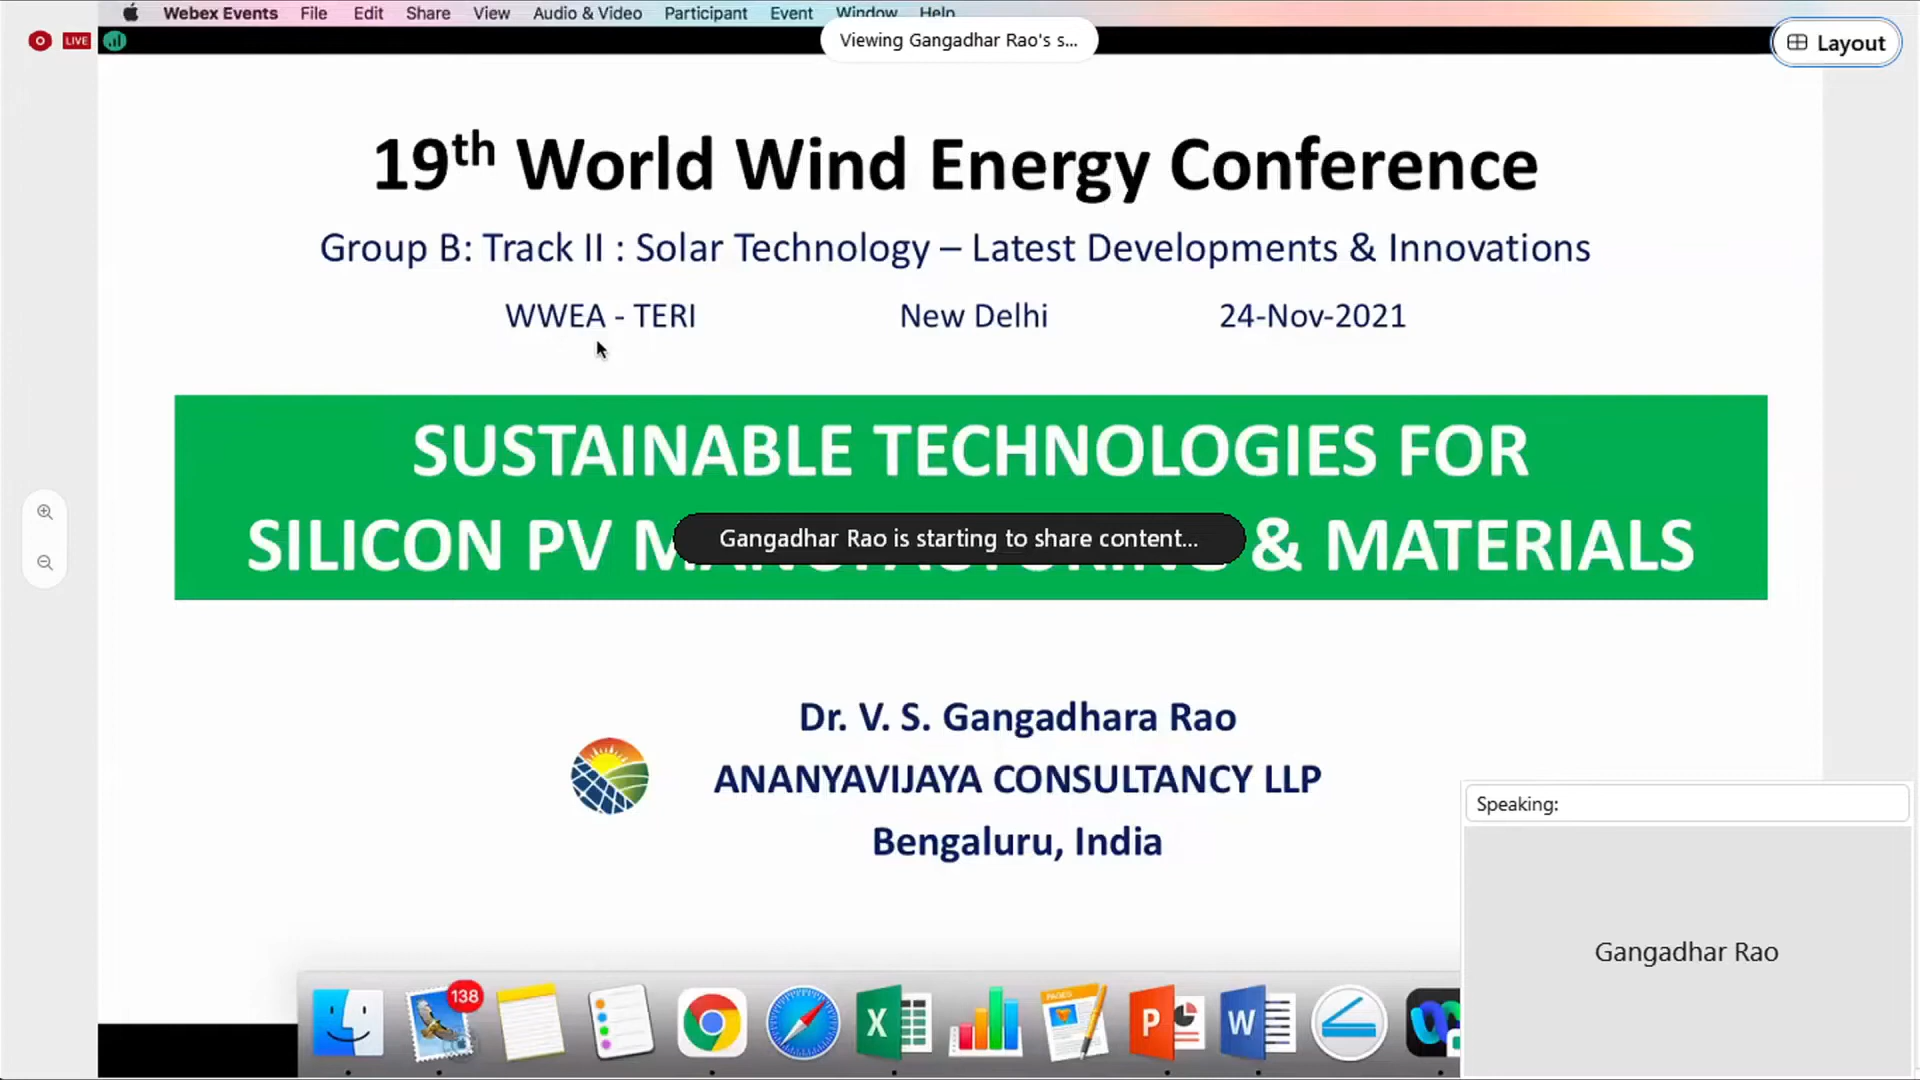 Webex Events File Edit Share View Audio & Video Participant Event Window Help
LIVE
Viewing Gangadhar Rao's s...
Layout
19th World Wind Energy Conference
Group B: Track II : Solar Technology – Latest Developments & Innovations
WWEA - TERI New Delhi 24-Nov-2021
SUSTAINABLE TECHNOLOGIES FOR
SILICON PV MANUFACTURING & MATERIALS
Gangadhar Rao is starting to share content...
Dr. V. S. Gangadhara Rao
ANANYAVIJAYA CONSULTANCY LLP
Bengaluru, India
Speaking:
Gangadhar Rao
138
X
PAGES
P
W